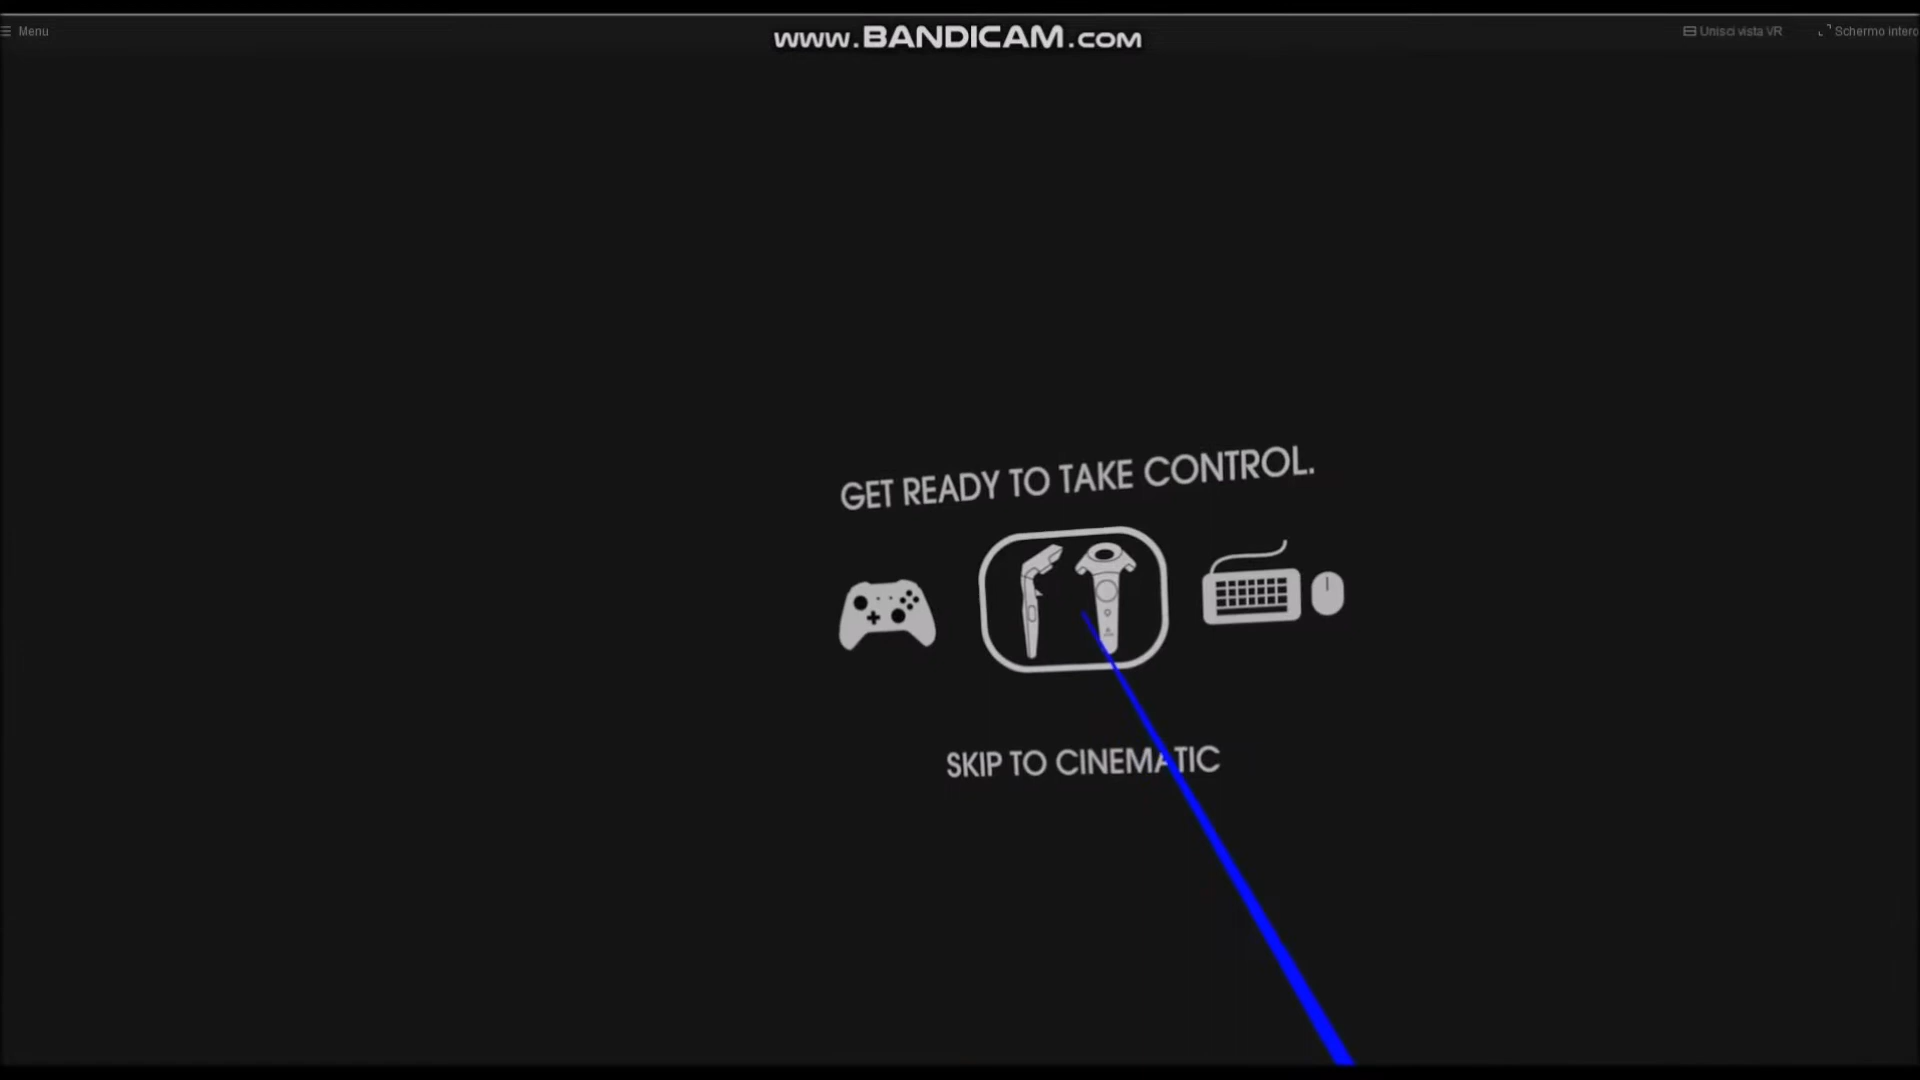 www.BANDICAM.com
Menu
Unisci vista VR
Schermo intero
GET READY TO TAKE CONTROL.
SKIP TO CINEMATIC